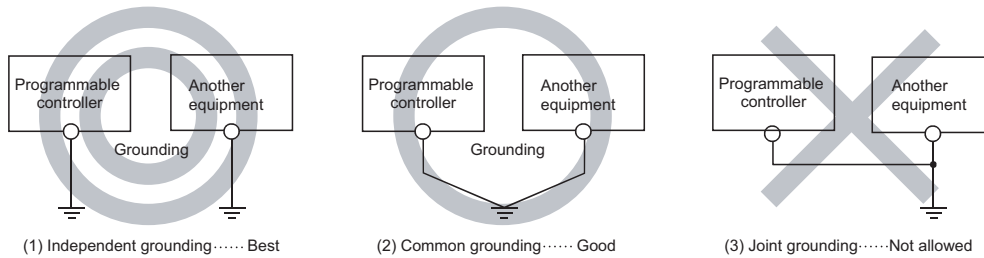 Programmable
controller
Another
equipment
Grounding
(1) Independent grounding······Best
Programmable
controller
Another
equipment
Grounding
(2) Common grounding······Good
Programmable
controller
Another
equipment
(3) Joint grounding······Not allowed